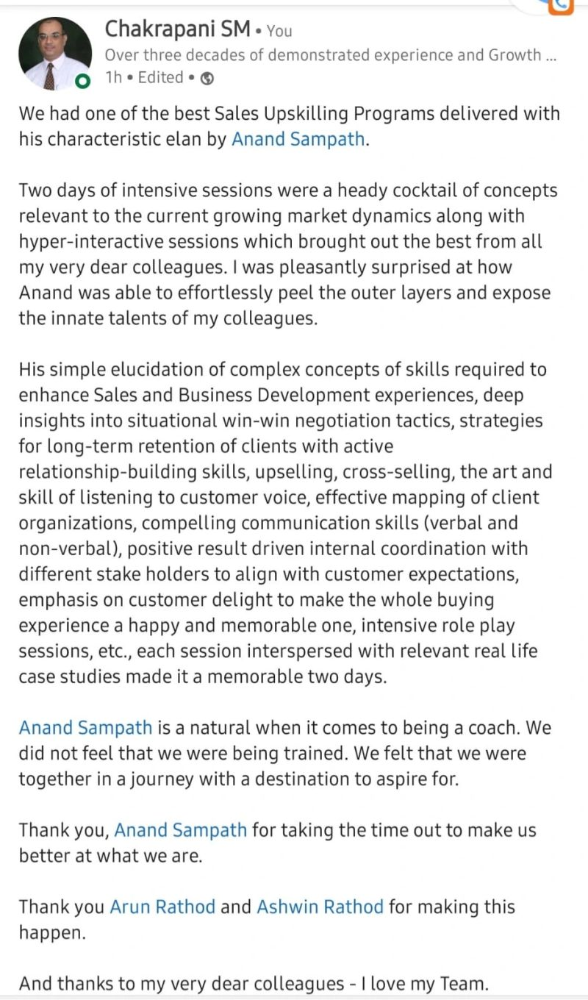 Chakrapani SM • You
Over three decades of demonstrated experience and Growth ...
1h • Edited •
We had one of the best Sales Upskilling Programs delivered with
his characteristic elan by Anand Sampath.
Two days of intensive sessions were a heady cocktail of concepts
relevant to the current growing market dynamics along with
hyper-interactive sessions which brought out the best from all
my very dear colleagues. I was pleasantly surprised at how
Anand was able to effortlessly peel the outer layers and expose
the innate talents of my colleagues.
His simple elucidation of complex concepts of skills required to
enhance Sales and Business Development experiences, deep
insights into situational win-win negotiation tactics, strategies
for long-term retention of clients with active
relationship-building skills, upselling, cross-selling, the art and
skill of listening to customer voice, effective mapping of client
organizations, compelling communication skills (verbal and
non-verbal), positive result driven internal coordination with
different stake holders to align with customer expectations,
emphasis on customer delight to make the whole buying
experience a happy and memorable one, intensive role play
sessions, etc., each session interspersed with relevant real life
case studies made it a memorable two days.
Anand Sampath is a natural when it comes to being a coach. We
did not feel that we were being trained. We felt that we were
together in a journey with a destination to aspire for.
Thank you, Anand Sampath for taking the time out to make us
better at what we are.
Thank you Arun Rathod and Ashwin Rathod for making this
happen.
And thanks to my very dear colleagues - I love my Team.